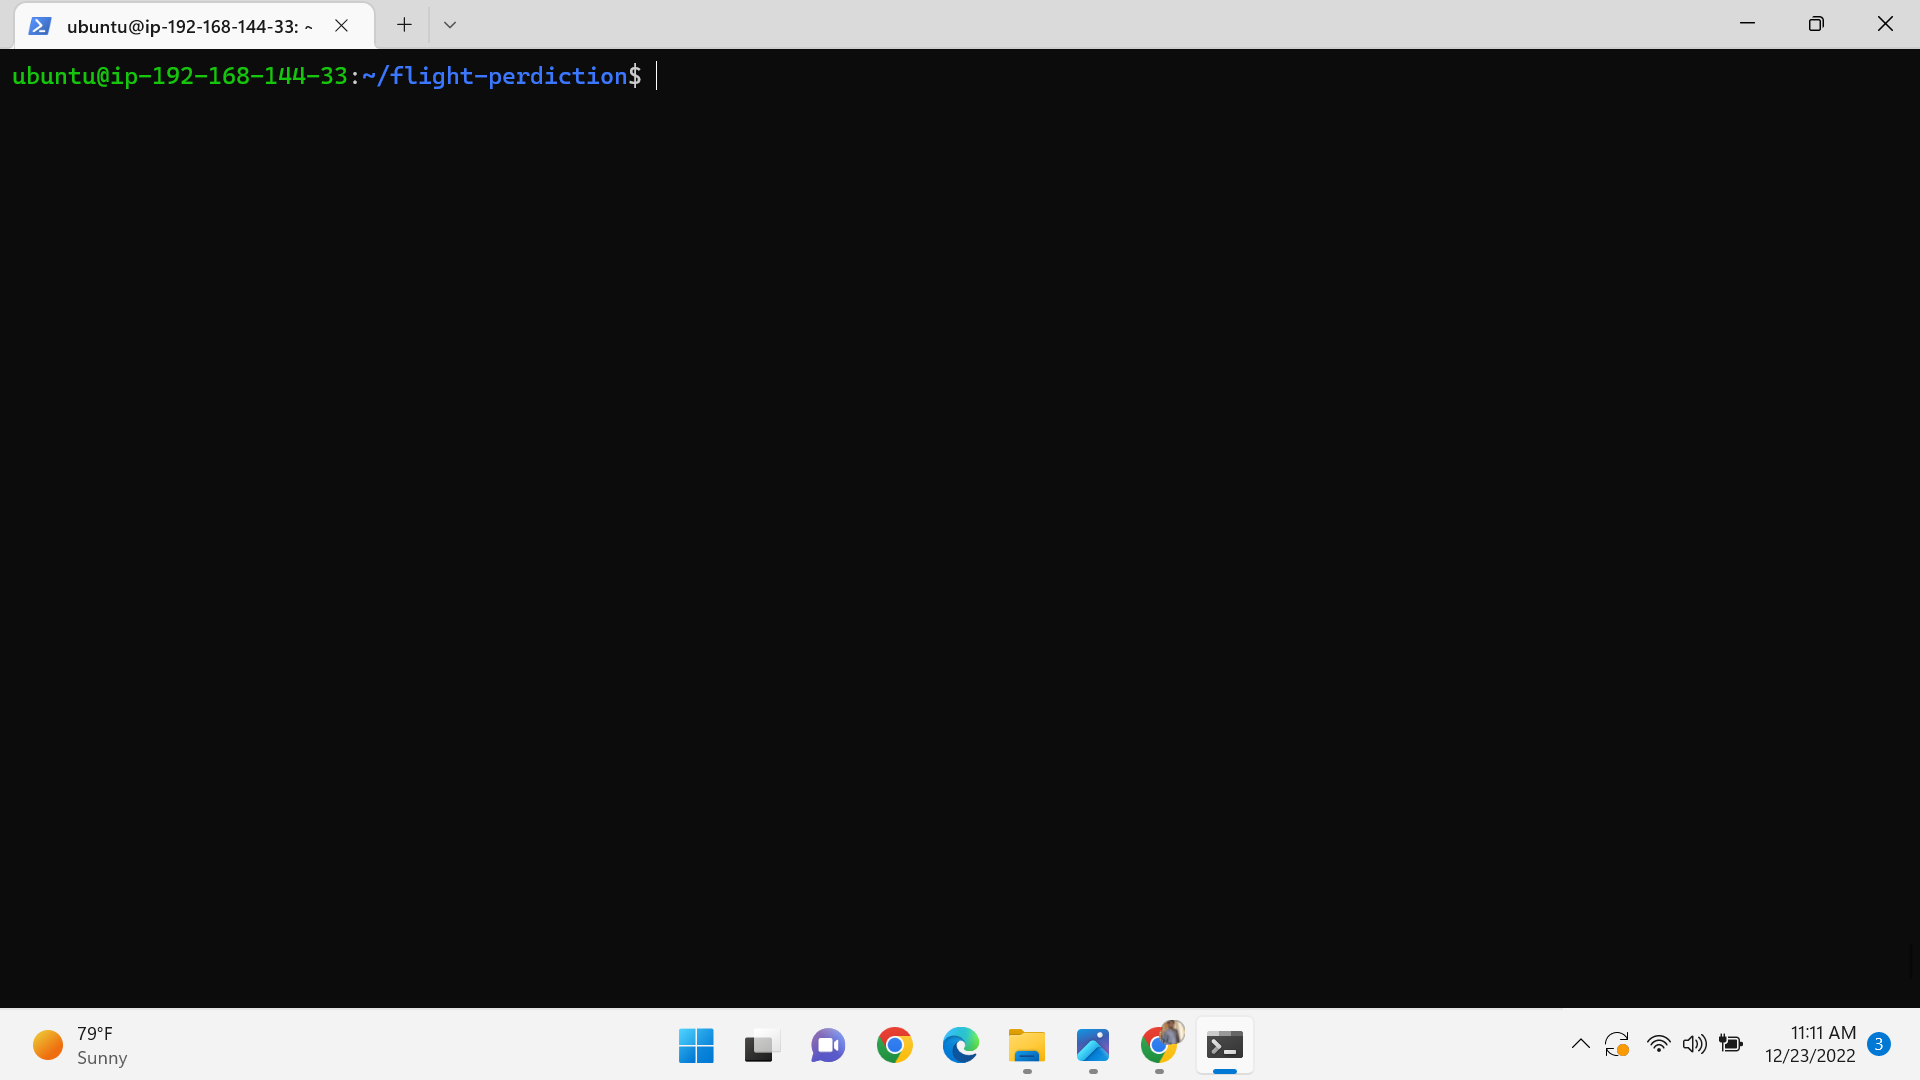 ubuntu@ip-192-168-144-33: ~
ubuntu@ip-192-168-144-33:~/flight-perdiction$
79°F
Sunny
11:11 AM
12/23/2022
3